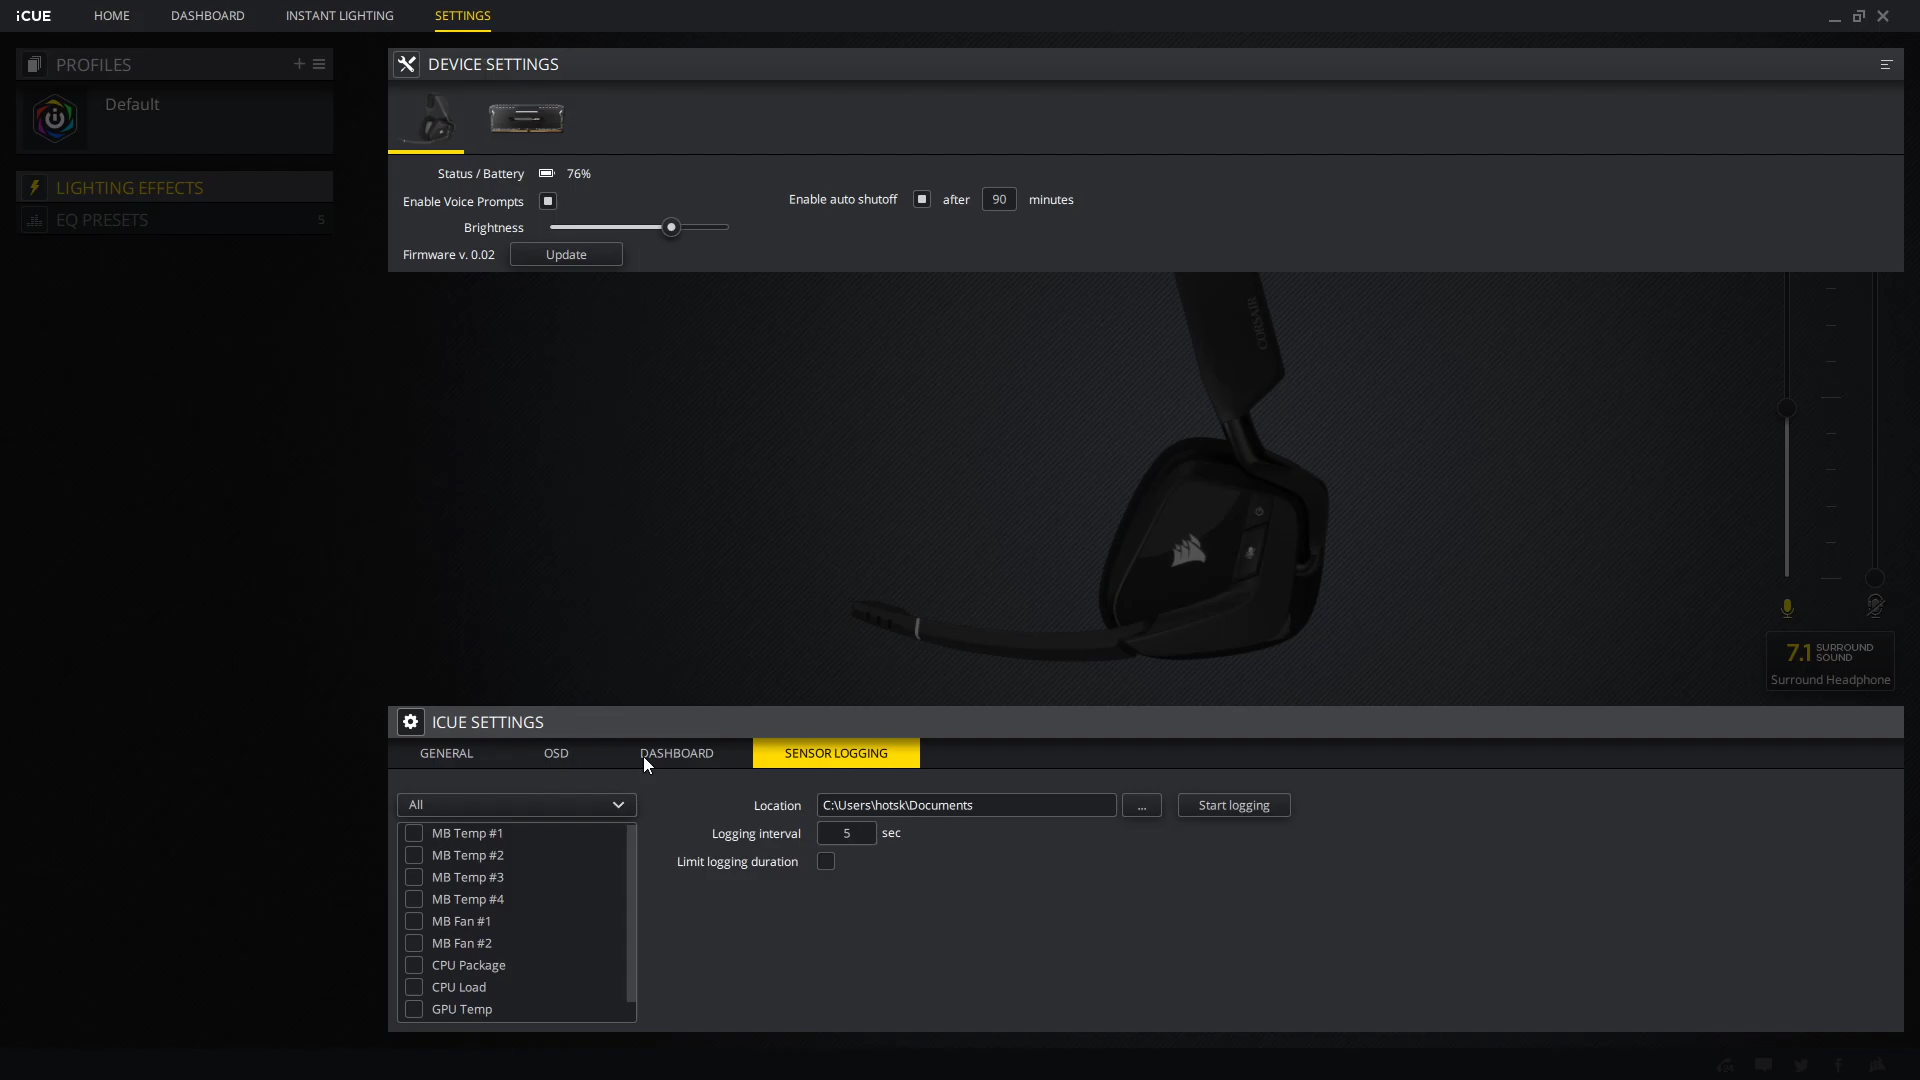 iCUE HOME DASHBOARD INSTANT LIGHTING SETTINGS
PROFILES
Default
LIGHTING EFFECTS
EQ PRESETS 5
DEVICE SETTINGS
Status / Battery 76%
Enable Voice Prompts
Enable auto shutoff after 90 minutes
Brightness
Firmware v. 0.02 Update
CORSAIR
7.1 SURROUND
SOUND
Surround Headphone
ICUE SETTINGS
GENERAL OSD DASHBOARD SENSOR LOGGING
All
MB Temp #1
MB Temp #2
MB Temp #3
MB Temp #4
MB Fan #1
MB Fan #2
CPU Package
CPU Load
GPU Temp
Location C:\Users\hotsk\Documents ... Start logging
Logging interval 5 sec
Limit logging duration